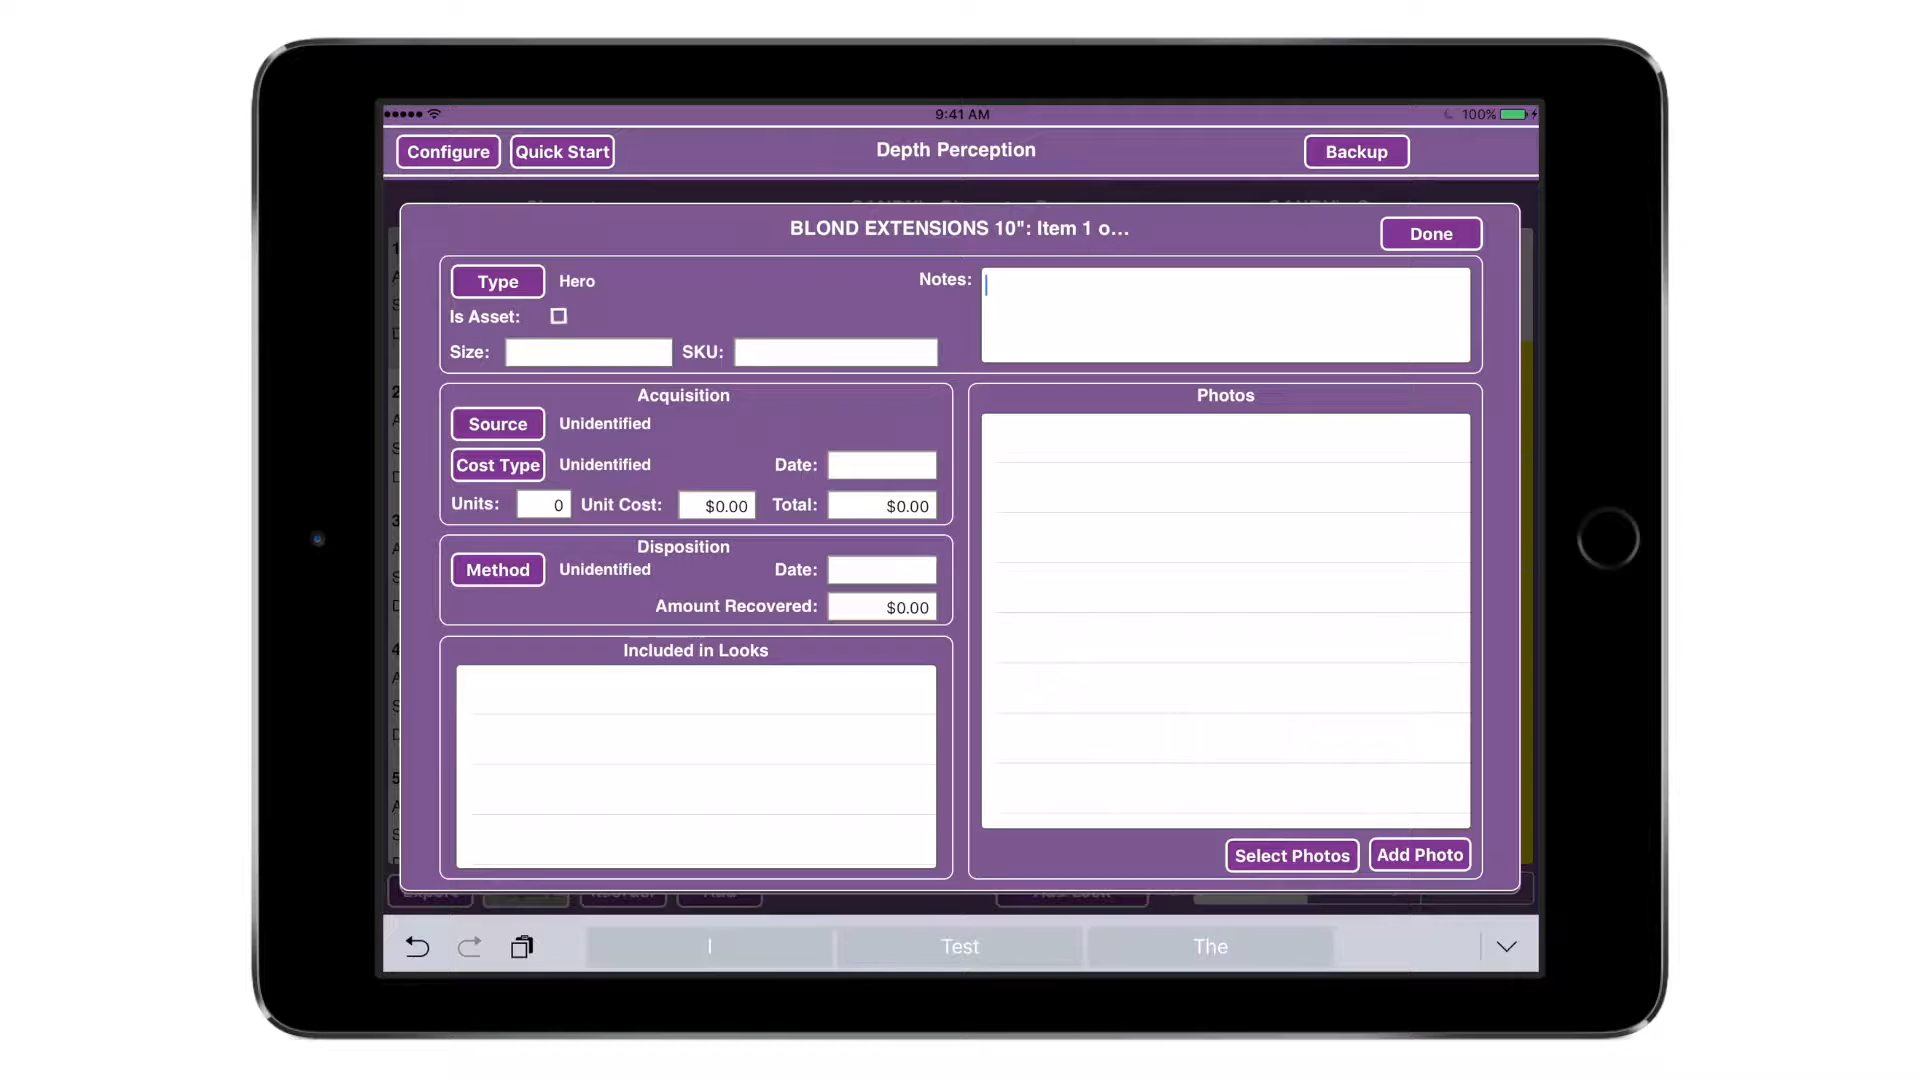 9:41 AM
100%
Configure
Quick Start
Depth Perception
Backup
BLOND EXTENSIONS 10": Item 1 o...
Done
Type
Hero
Notes:
Is Asset:
Size:
SKU:
Acquisition
Source
Unidentified
Cost Type
Unidentified
Date:
Units:
0
Unit Cost:
$0.00
Total:
$0.00
Disposition
Method
Unidentified
Date:
Amount Recovered:
$0.00
Included in Looks
Photos
Select Photos
Add Photo
I
Test
The